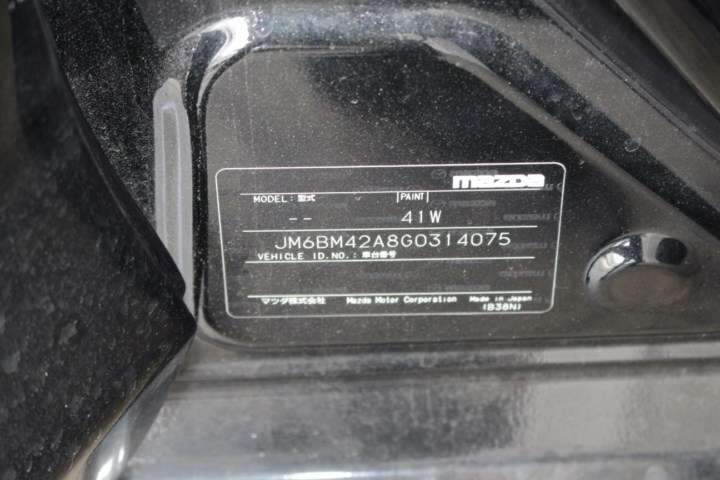 mazda
MODEL: 型式 PAINT
-- 41W
JM6BM42A8G0314075
VEHICLE ID.NO.: 車台番号
マツダ株式会社 Mazda Motor Corporation Made in Japan
(B38N)